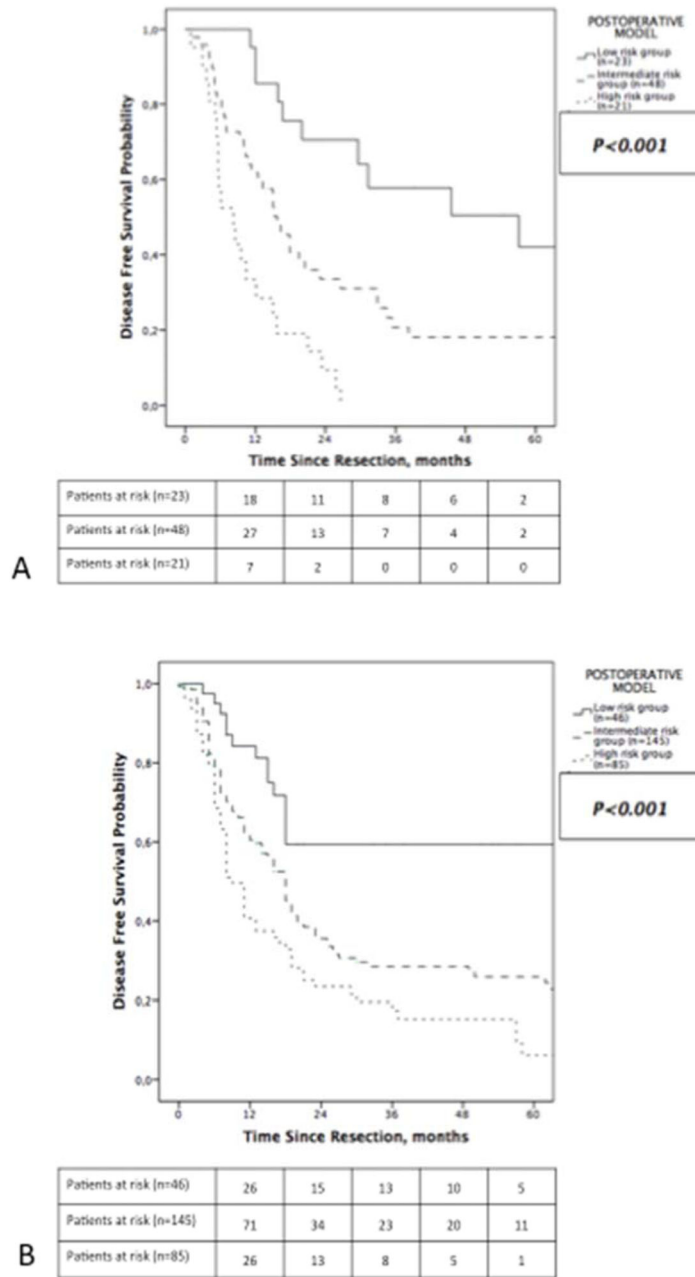 POSTOPERATIVE
MODEL
Low risk group
(n=23)
Intermediate risk
group (n=48)
High risk group
(n=21)
P<0.001
Disease Free Survival Probability
1,0
0,8
0,6
0,4
0,2
0,0
0 12 24 36 48 60
Time Since Resection, months
Patients at risk (n=23) 18 11 8 6 2
Patients at risk (n=48) 27 13 7 4 2
Patients at risk (n=21) 7 2 0 0 0
A
POSTOPERATIVE
MODEL
Low risk group
(n=46)
Intermediate risk
group (n=145)
High risk group
(n=85)
P<0.001
Disease Free Survival Probability
1,0
0,8
0,6
0,4
0,2
0,0
0 12 24 36 48 60
Time Since Resection, months
Patients at risk (n=46) 26 15 13 10 5
Patients at risk (n=145) 71 34 23 20 11
Patients at risk (n=85) 26 13 8 5 1
B